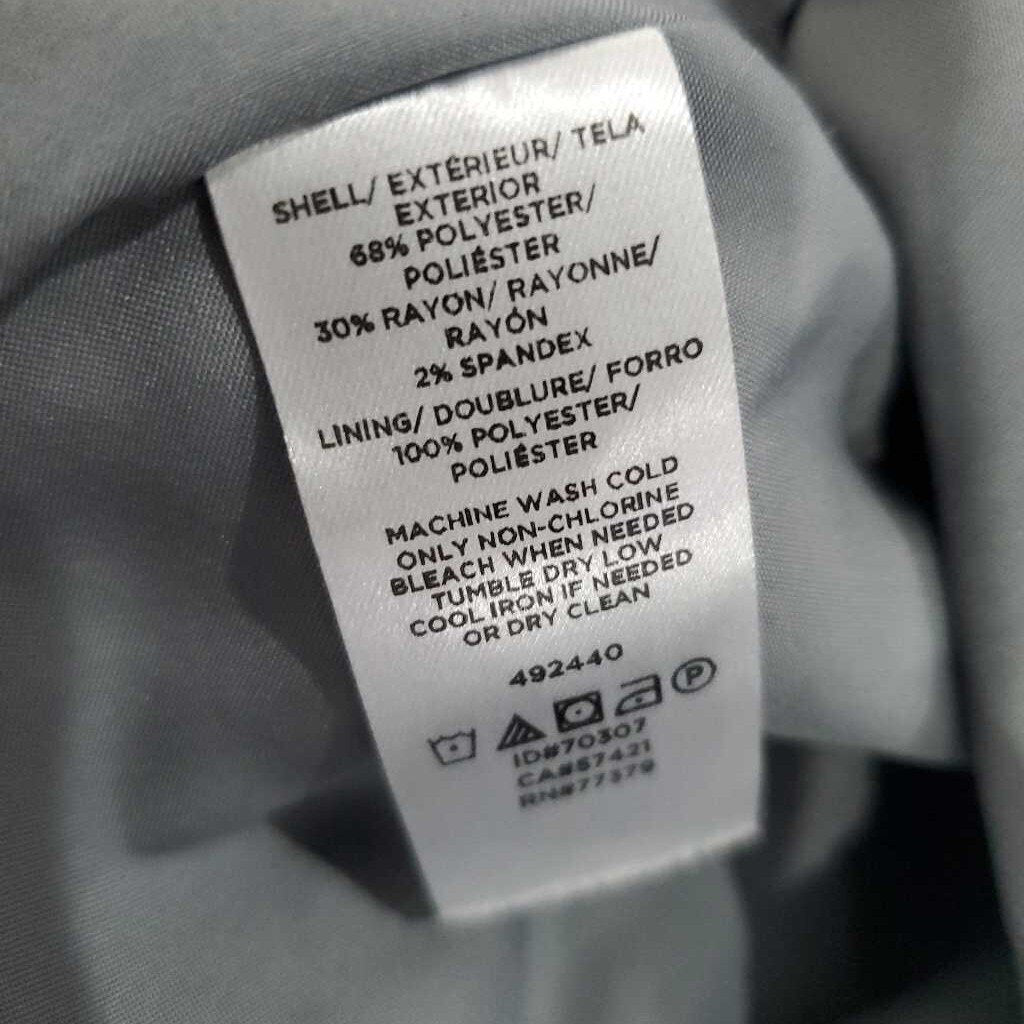 SHELL/ EXTÉRIEUR/ TELA
EXTERIOR
68% POLYESTER/
POLIÉSTER
30% RAYON/ RAYONNE/
RAYÓN
2% SPANDEX
LINING/ DOUBLURE/ FORRO
100% POLYESTER/
POLIÉSTER
MACHINE WASH COLD
ONLY NON-CHLORINE
BLEACH WHEN NEEDED
TUMBLE DRY LOW
COOL IRON IF NEEDED
OR DRY CLEAN
492440
P
ID#70307
CA#57421
RN#77379